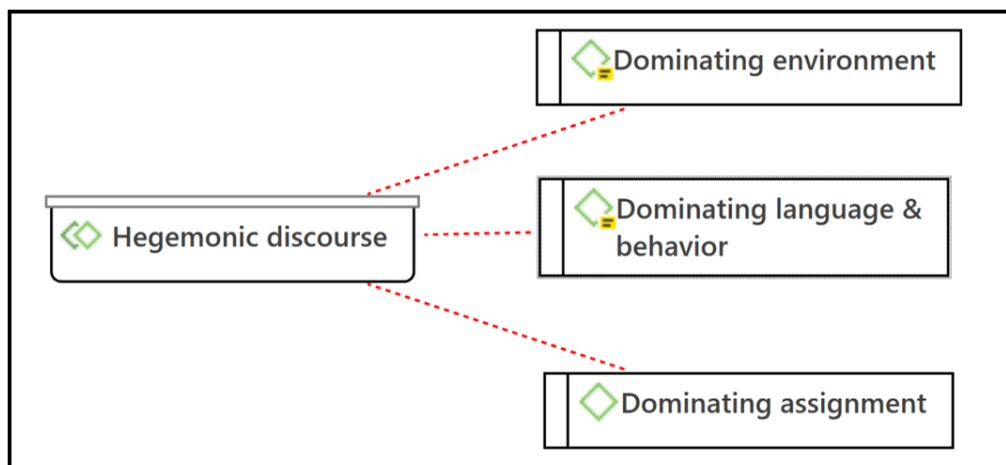 Dominating environment
Hegemonic discourse
Dominating language &
behavior
Dominating assignment